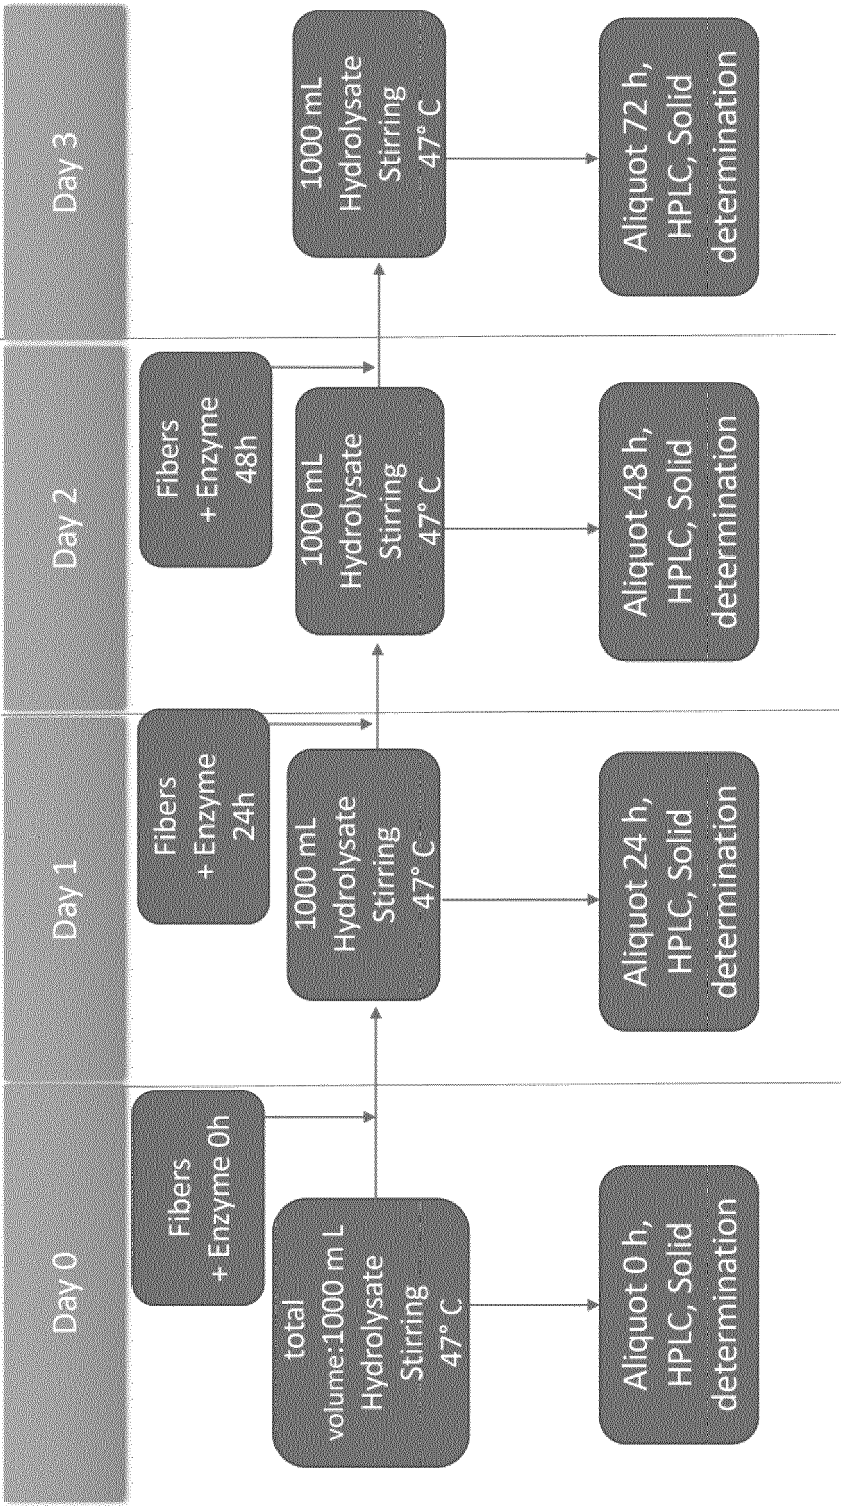 Day 0
Day 1
Day 2
Day 3
Fibers
+ Enzyme 0h
Fibers
+ Enzyme
24h
Fibers
+ Enzyme
48h
total
volume:1000 m L
Hydrolysate
Stirring
47° C
1000 mL
Hydrolysate
Stirring
47° C
1000 mL
Hydrolysate
Stirring
47° C
1000 mL
Hydrolysate
Stirring
47° C
Aliquot 0 h,
HPLC, Solid
determination
Aliquot 24 h,
HPLC, Solid
determination
Aliquot 48 h,
HPLC, Solid
determination
Aliquot 72 h,
HPLC, Solid
determination